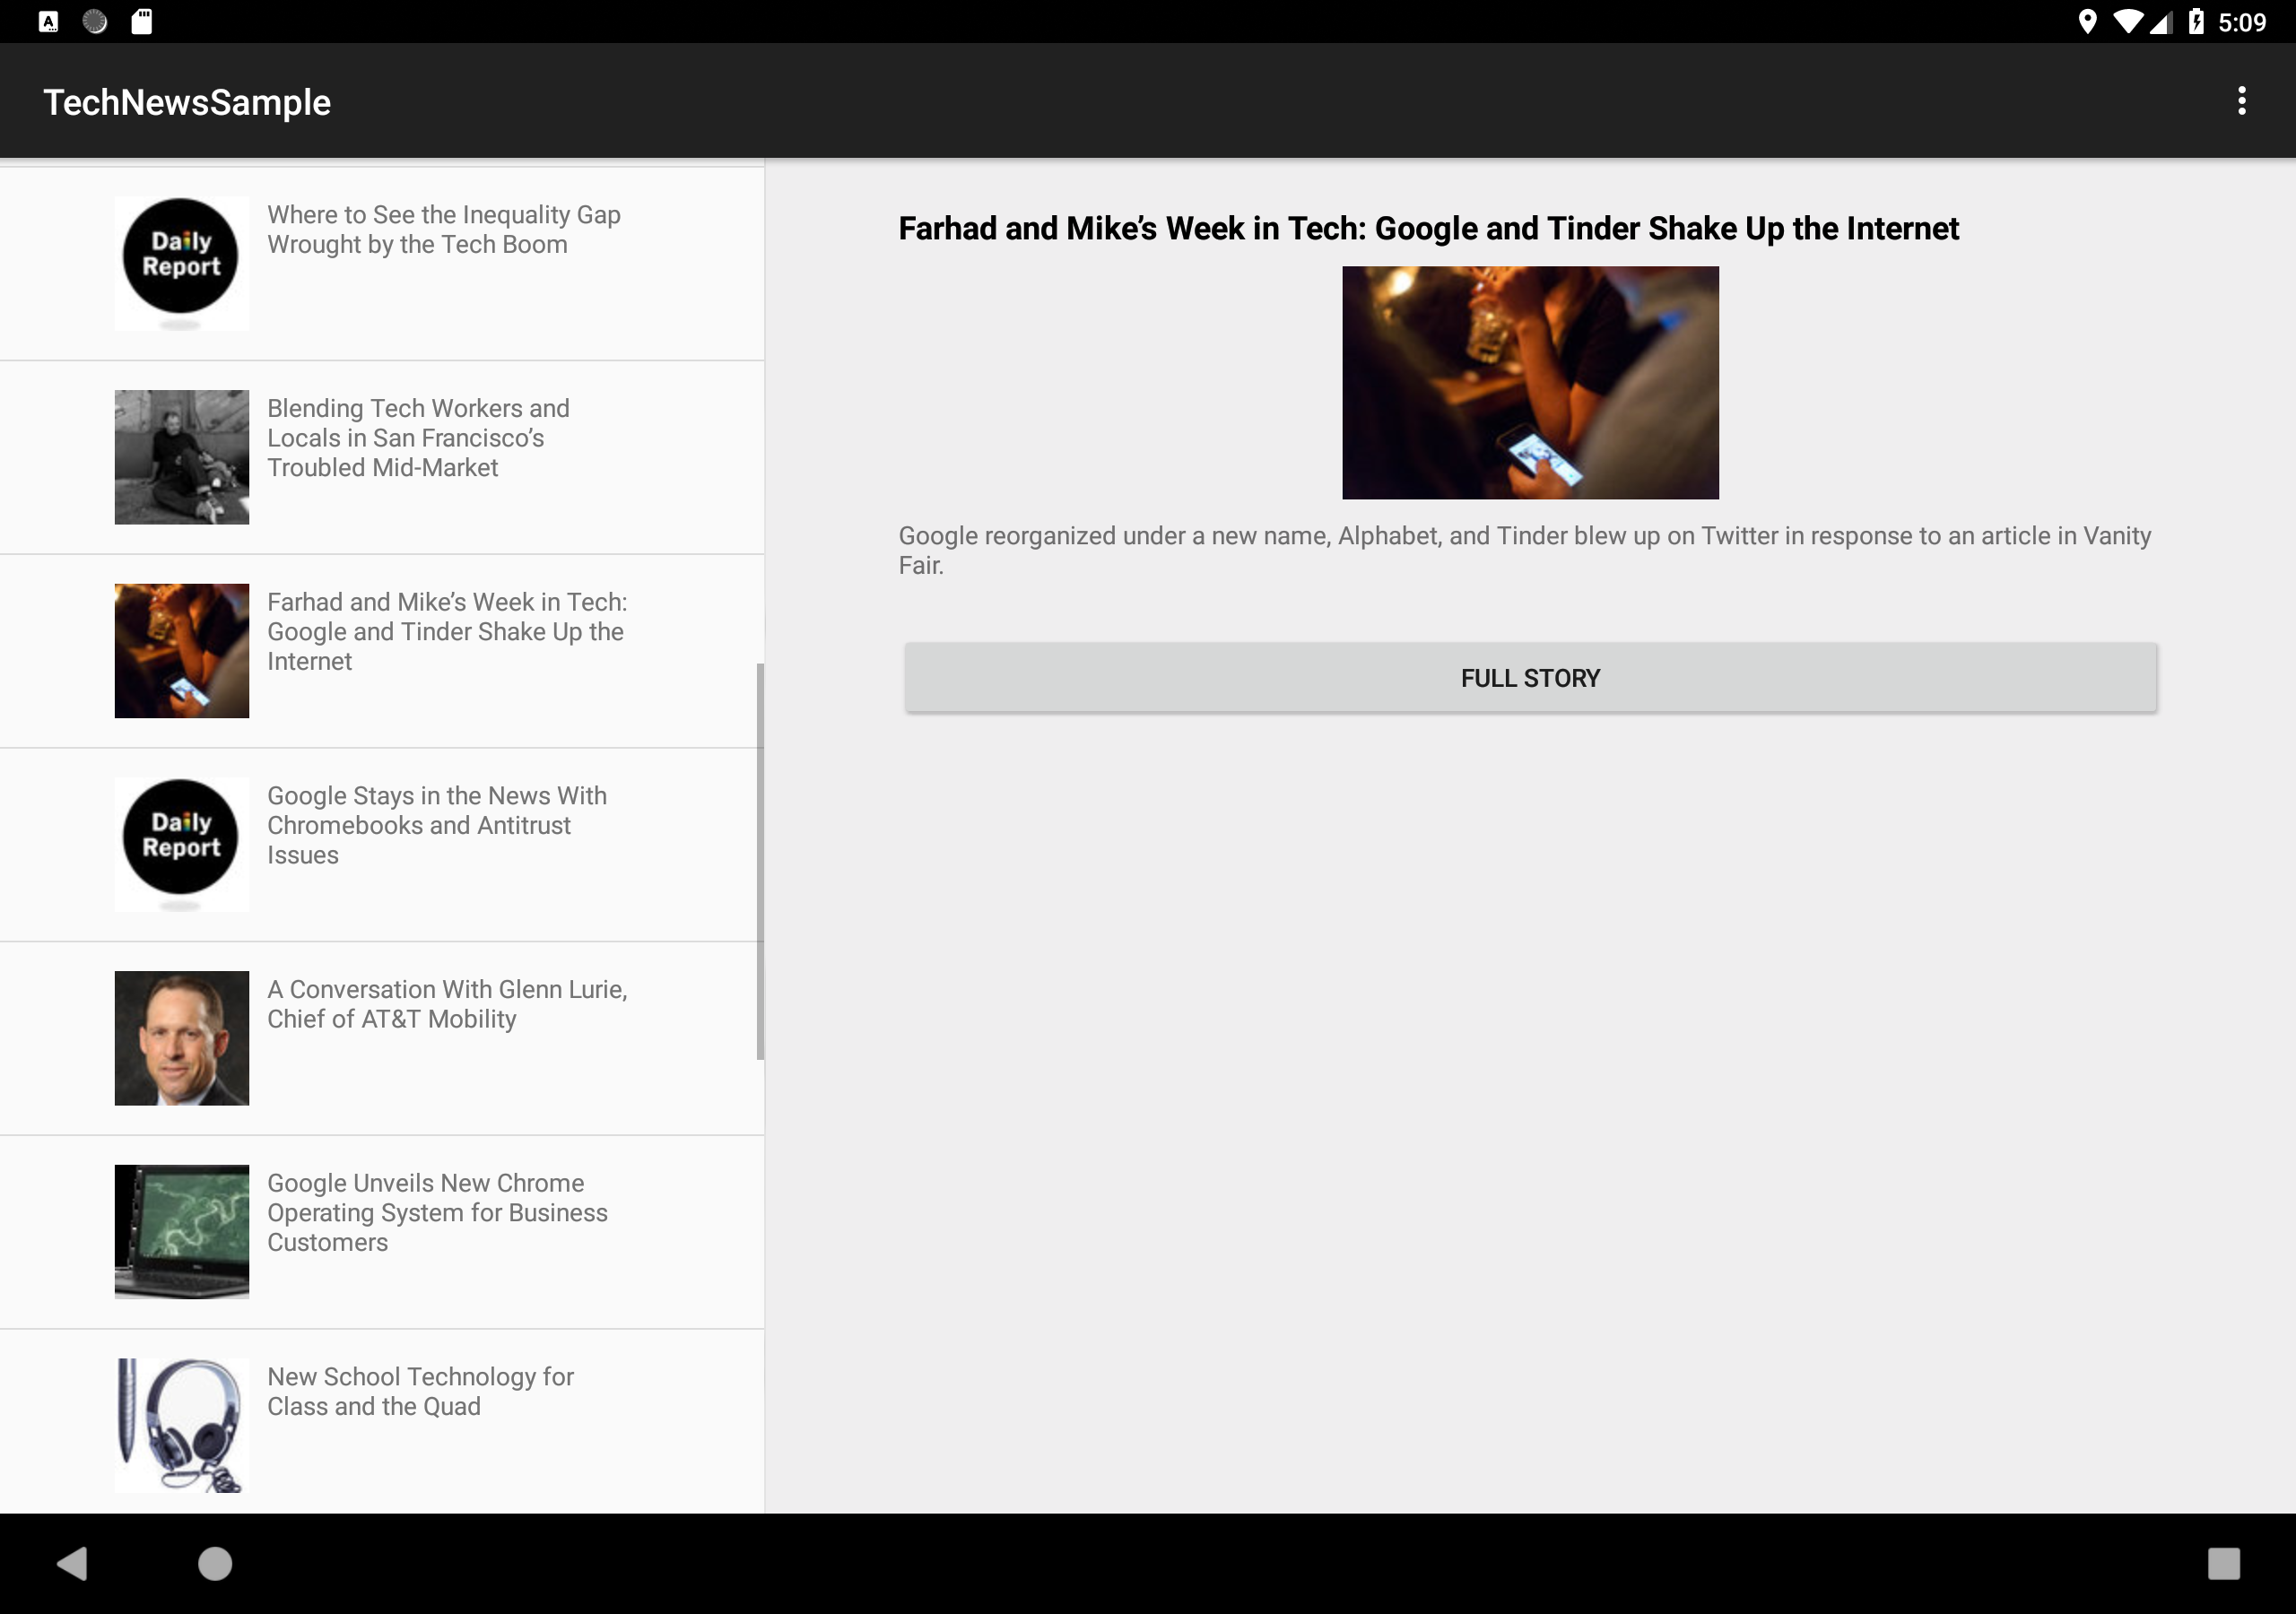 5:09
TechNewsSample
Daily
Report
Where to See the Inequality Gap
Wrought by the Tech Boom
Blending Tech Workers and
Locals in San Francisco’s
Troubled Mid-Market
Farhad and Mike’s Week in Tech:
Google and Tinder Shake Up the
Internet
Daily
Report
Google Stays in the News With
Chromebooks and Antitrust
Issues
A Conversation With Glenn Lurie,
Chief of AT&T Mobility
Google Unveils New Chrome
Operating System for Business
Customers
New School Technology for
Class and the Quad
Farhad and Mike’s Week in Tech: Google and Tinder Shake Up the Internet
Google reorganized under a new name, Alphabet, and Tinder blew up on Twitter in response to an article in Vanity
Fair.
FULL STORY